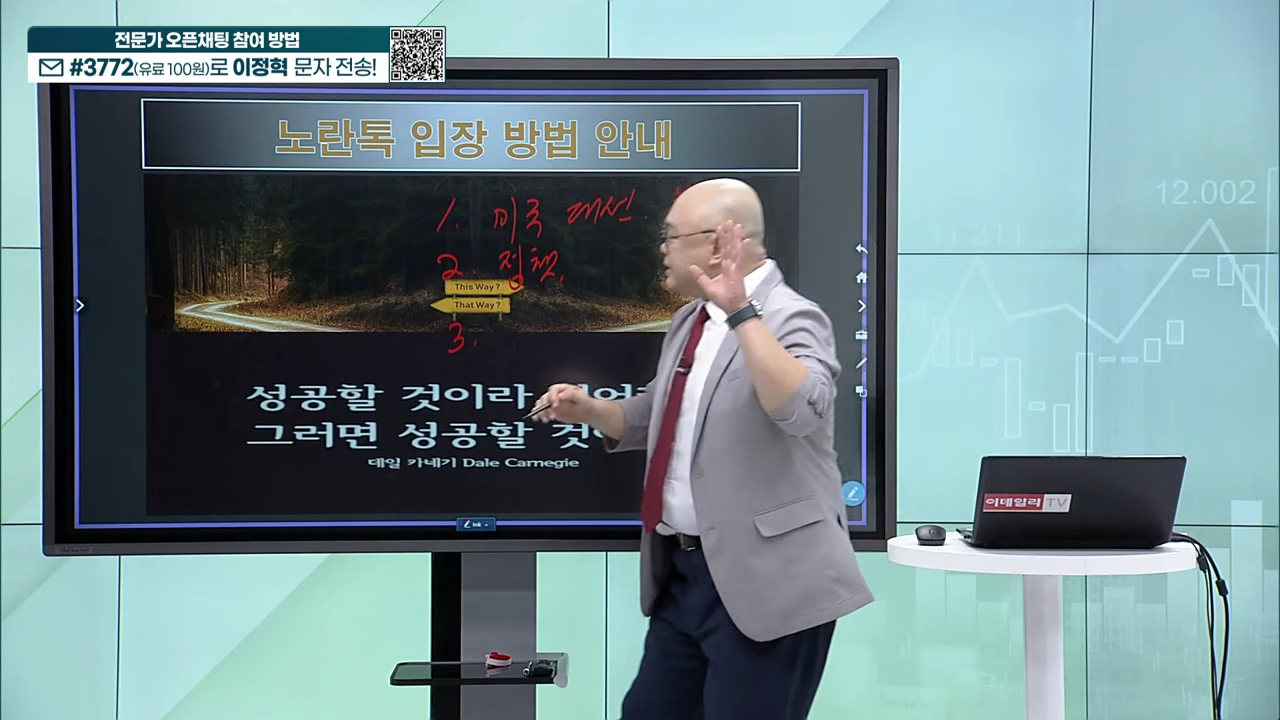 전문가 오픈채팅 참여 방법
#3772(유료 100원)로 이정혁 문자 전송!
노란톡 입장 방법 안내
1. 미국 대선
2. 정책
This Way ?
That Way ?
3.
성공할 것이라
그러면 성공할
데일 카네기 Dale Carnegie
Ink
이데일리TV
12.002